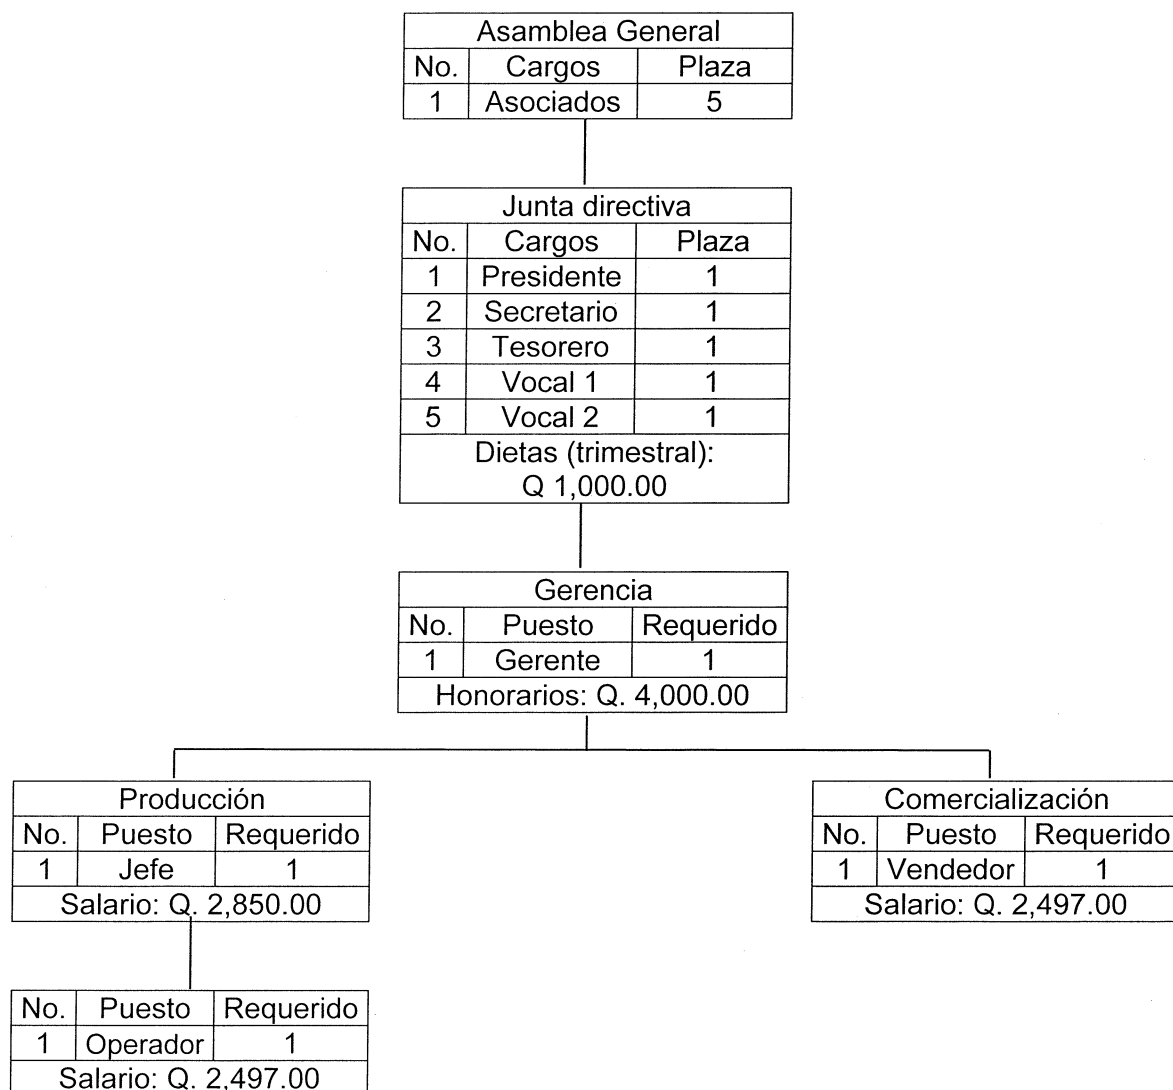 Asamblea General
No. Cargos Plaza
1 Asociados 5
Junta directiva
No. Cargos Plaza
1 Presidente 1
2 Secretario 1
3 Tesorero 1
4 Vocal 1 1
5 Vocal 2 1
Dietas (trimestral):
Q 1,000.00
Gerencia
No. Puesto Requerido
1 Gerente 1
Honorarios: Q. 4,000.00
Producción
No. Puesto Requerido
1 Jefe 1
Salario: Q. 2,850.00
Comercialización
No. Puesto Requerido
1 Vendedor 1
Salario: Q. 2,497.00
No. Puesto Requerido
1 Operador 1
Salario: Q. 2,497.00